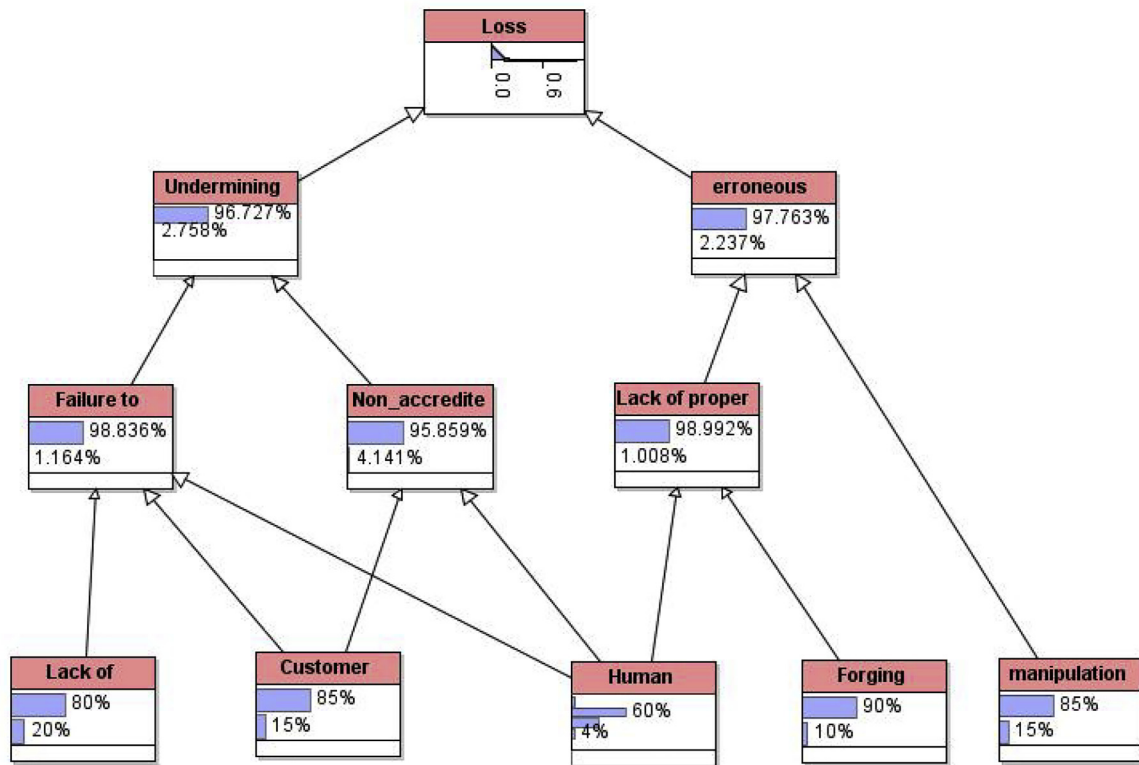 Loss
0.0
0.6
Undermining
96.727%
2.758%
erroneous
97.763%
2.237%
Failure to
98.836%
1.164%
Non_accredite
95.859%
4.141%
Lack of proper
98.992%
1.008%
Lack of
80%
20%
Customer
85%
15%
Human
60%
4%
Forging
90%
10%
manipulation
85%
15%